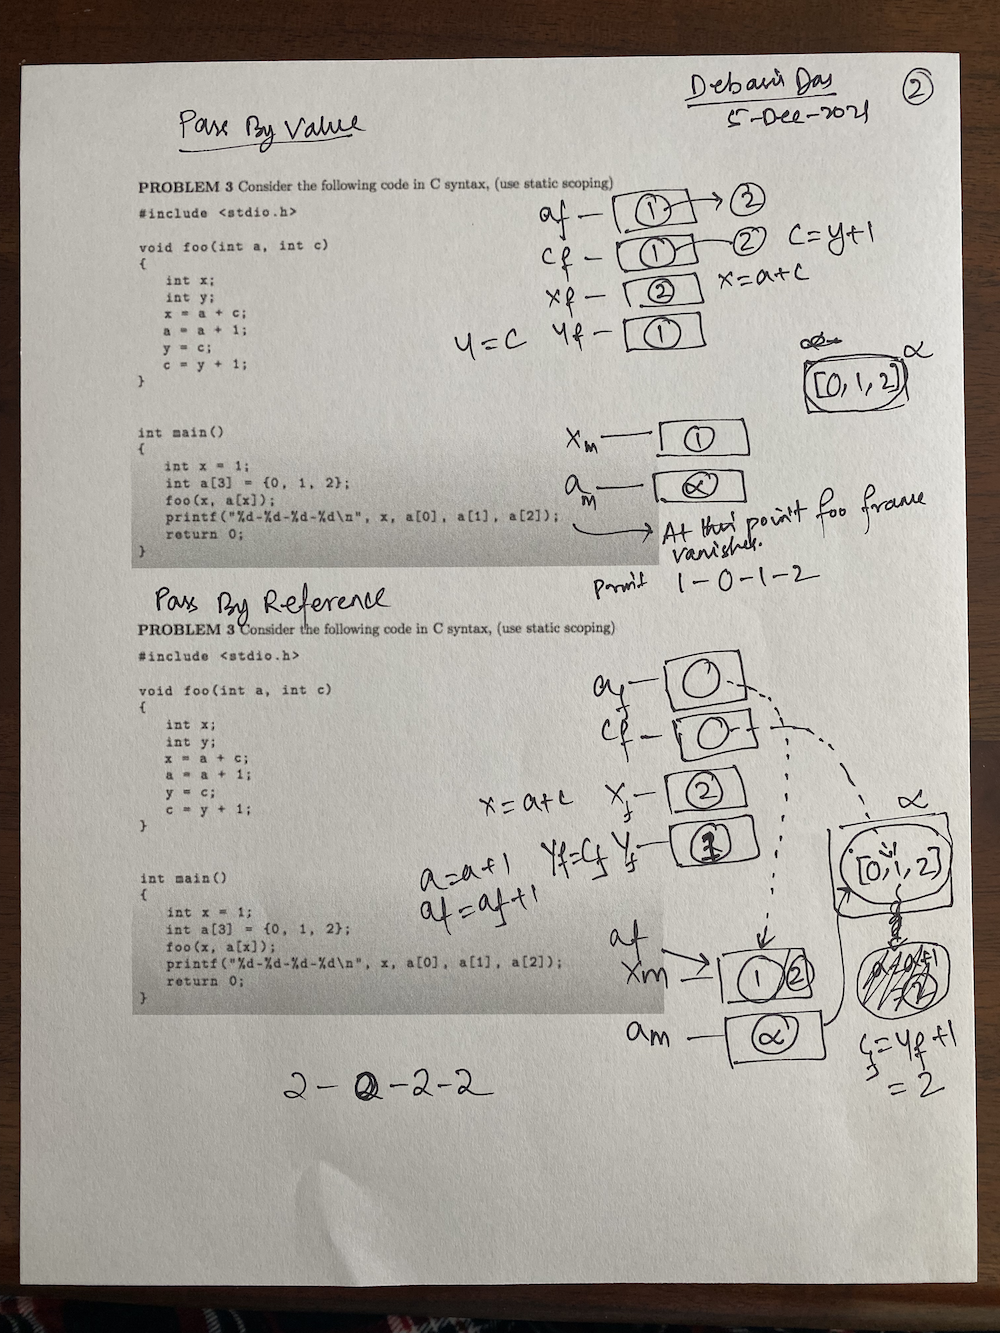 Debasis Das
5-Dec-2021
②
Pass By Value
PROBLEM 3 Consider the following code in C syntax, (use static scoping)
#include <stdio.h>
void foo(int a, int c)
{
int x;
int y;
x = a + c;
a = a + 1;
y = c;
c = y + 1;
}
af — ① → ②
cf — ① — ② C=y+1
xf — ② x=a+c
y=c yf — ①
α
[0,1,2]
int main()
{
int x = 1;
int a[3] = {0, 1, 2};
foo(x, a[x]);
printf("%d-%d-%d-%d\n", x, a[0], a[1], a[2]);
return 0;
}
xm — ①
am — α
→ At this point foo frame
vanishes.
Print 1-0-1-2
Pass By Reference
PROBLEM 3 Consider the following code in C syntax, (use static scoping)
#include <stdio.h>
void foo(int a, int c)
{
int x;
int y;
x = a + c;
a = a + 1;
y = c;
c = y + 1;
}
af —
cf —
x=a+c xf — ②
yf=cf yf — 1
a=a+1
af=af+1
α
[0,1,2]
int main()
{
int x = 1;
int a[3] = {0, 1, 2};
foo(x, a[x]);
printf("%d-%d-%d-%d\n", x, a[0], a[1], a[2]);
return 0;
}
af
xm — ① ②
am — α
cf=yf+1
=2
2-0-2-2